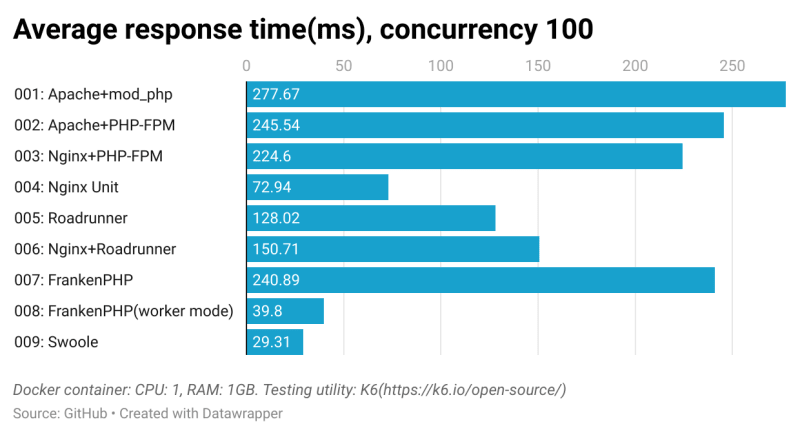 Average response time(ms), concurrency 100
0 50 100 150 200 250
001: Apache+mod_php 277.67
002: Apache+PHP-FPM 245.54
003: Nginx+PHP-FPM 224.6
004: Nginx Unit 72.94
005: Roadrunner 128.02
006: Nginx+Roadrunner 150.71
007: FrankenPHP 240.89
008: FrankenPHP(worker mode) 39.8
009: Swoole 29.31
Docker container: CPU: 1, RAM: 1GB. Testing utility: K6(https://k6.io/open-source/)
Source: GitHub • Created with Datawrapper